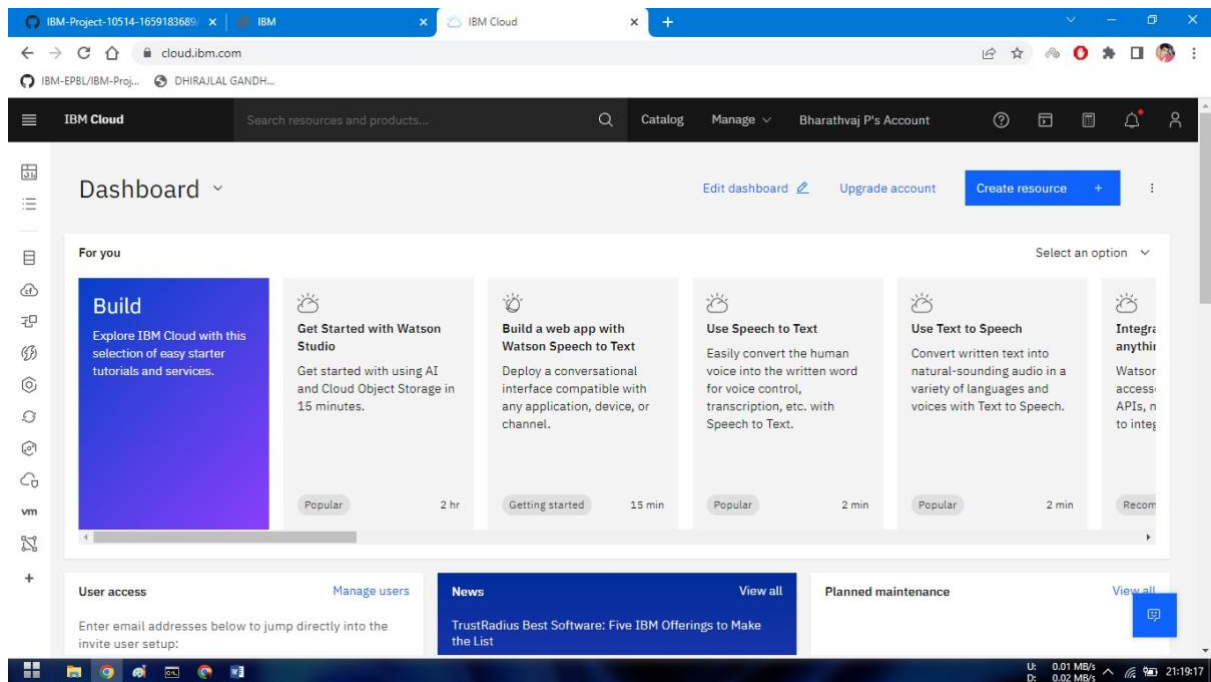 IBM-Project-10514-1659183689/
IBM
IBM Cloud
cloud.ibm.com
IBM-EPBL/IBM-Proj...
DHIRAJLAL GANDH...
IBM Cloud
Search resources and products...
Catalog
Manage
Bharathvaj P's Account
Dashboard
Edit dashboard
Upgrade account
Create resource +
For you
Select an option
Build
Explore IBM Cloud with this
selection of easy starter
tutorials and services.
Get Started with Watson
Studio
Get started with using AI
and Cloud Object Storage in
15 minutes.
Popular
2 hr
Build a web app with
Watson Speech to Text
Deploy a conversational
interface compatible with
any application, device, or
channel.
Getting started
15 min
Use Speech to Text
Easily convert the human
voice into the written word
for voice control,
transcription, etc. with
Speech to Text.
Popular
2 min
Use Text to Speech
Convert written text into
natural-sounding audio in a
variety of languages and
voices with Text to Speech.
Popular
2 min
Integra
anythin
Watson
access
APIs, n
to integ
Recom
vm
User access
Manage users
Enter email addresses below to jump directly into the
invite user setup:
News
View all
TrustRadius Best Software: Five IBM Offerings to Make
the List
Planned maintenance
View all
U: 0.01 MB/s
D: 0.02 MB/s
21:19:17